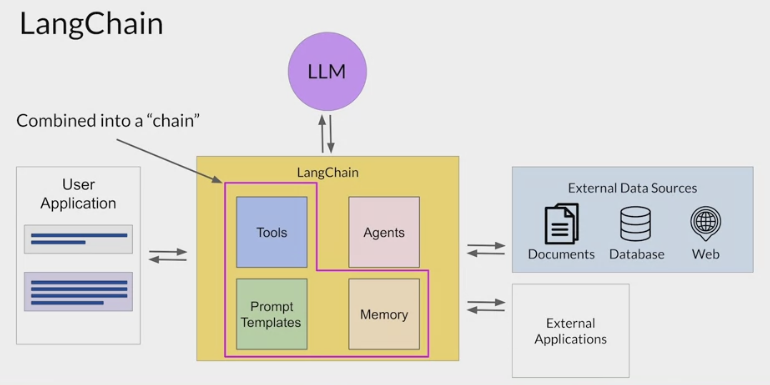 LangChain
LLM
Combined into a “chain”
User
Application
LangChain
Tools
Agents
Prompt
Templates
Memory
External Data Sources
Documents
Database
Web
External
Applications